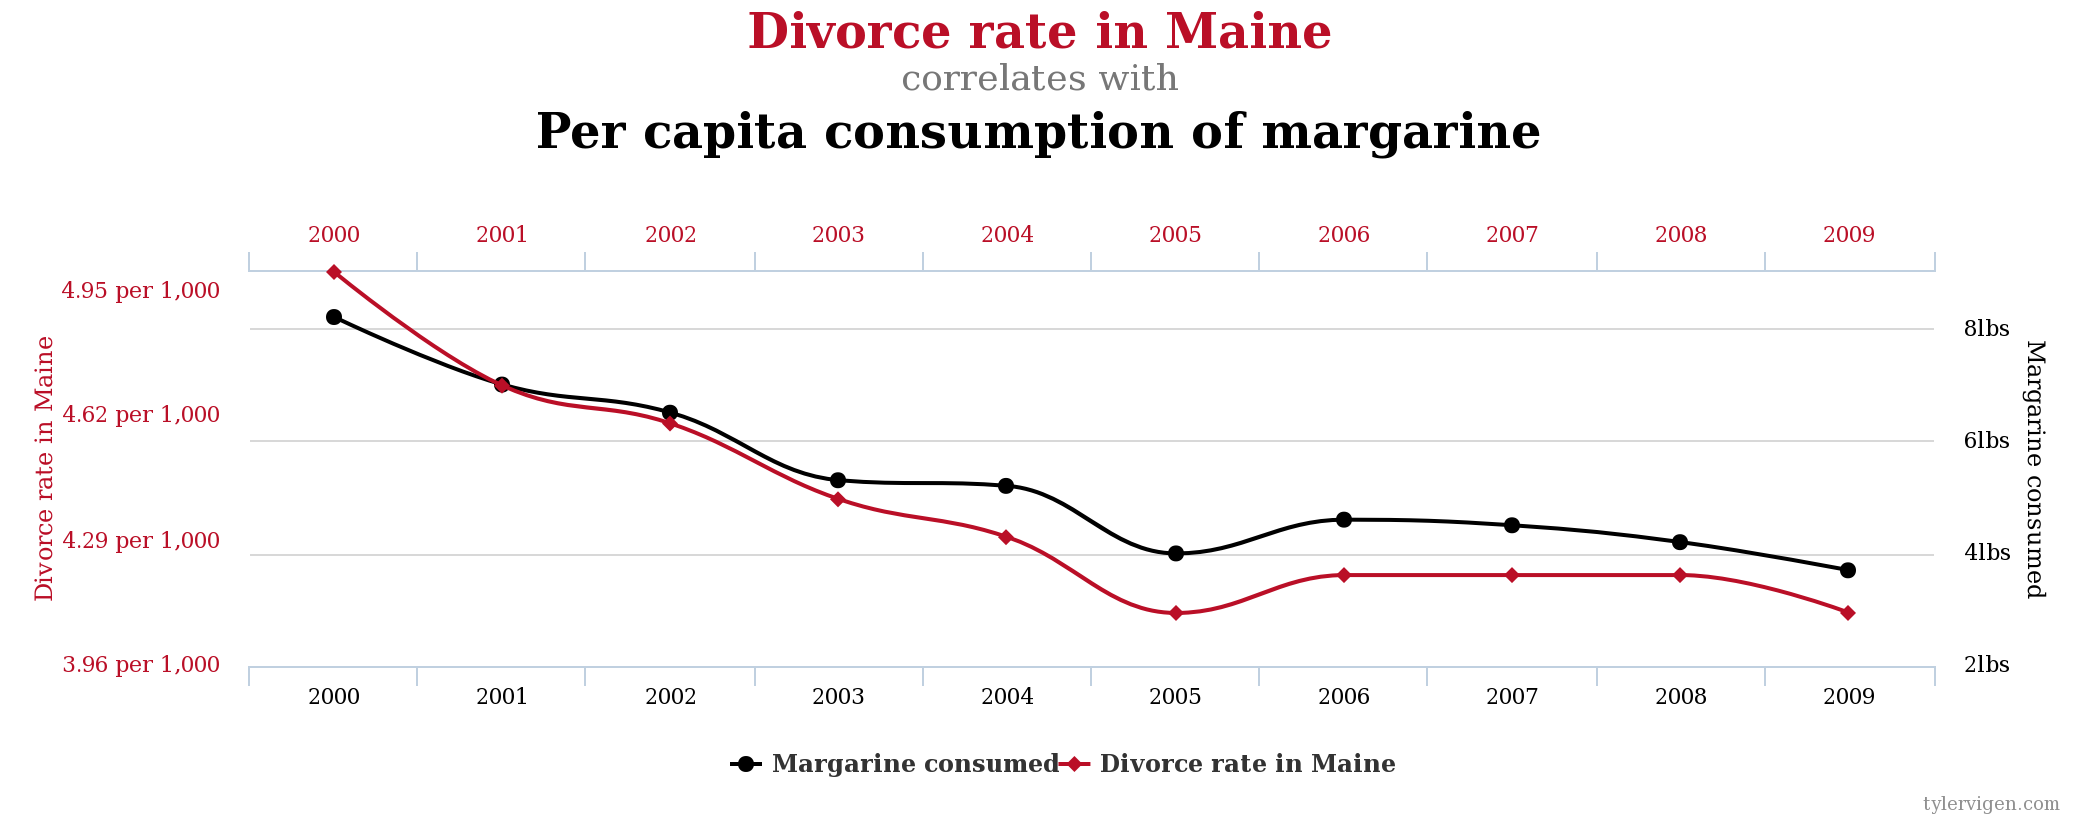 Divorce rate in Maine
correlates with
Per capita consumption of margarine
2000 2001 2002 2003 2004 2005 2006 2007 2008 2009
Divorce rate in Maine
4.95 per 1,000
4.62 per 1,000
4.29 per 1,000
3.96 per 1,000
8lbs
6lbs
4lbs
2lbs
Margarine consumed
2000 2001 2002 2003 2004 2005 2006 2007 2008 2009
Margarine consumed Divorce rate in Maine
tylervigen.com